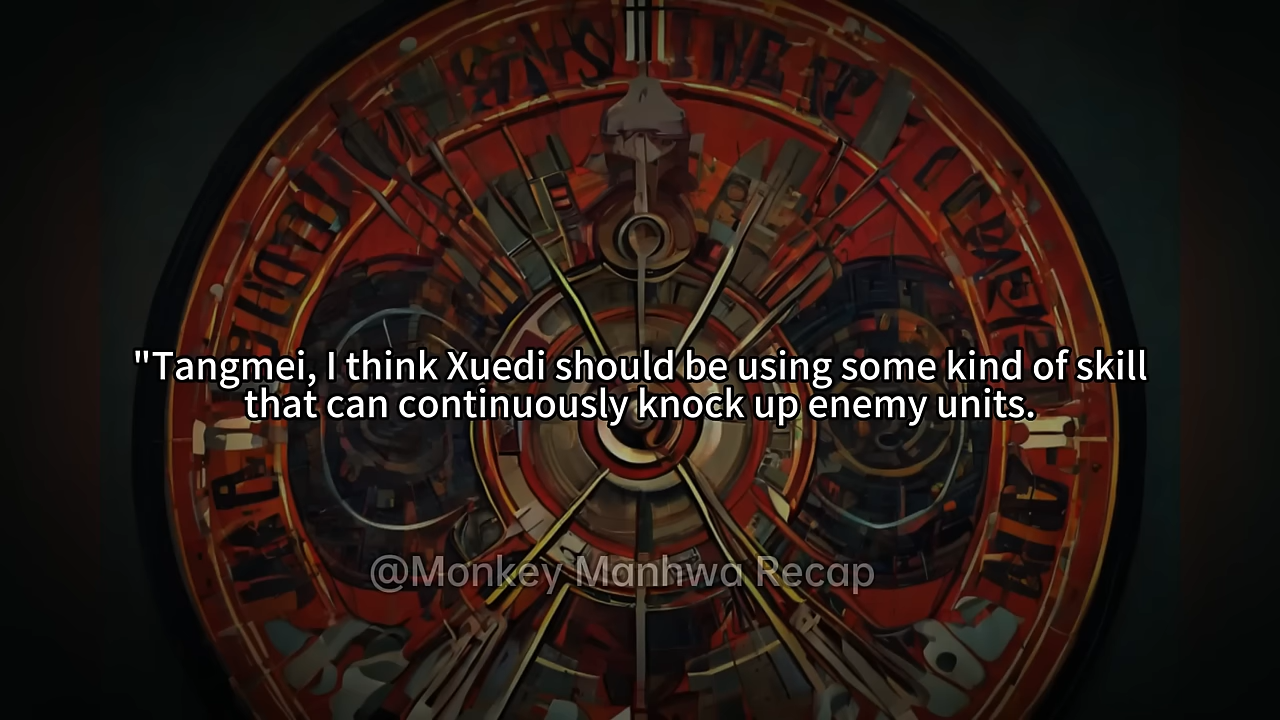 "Tangmei, I think Xuedi should be using some kind of skill
that can continuously knock up enemy units.
@Monkey Manhwa Recap